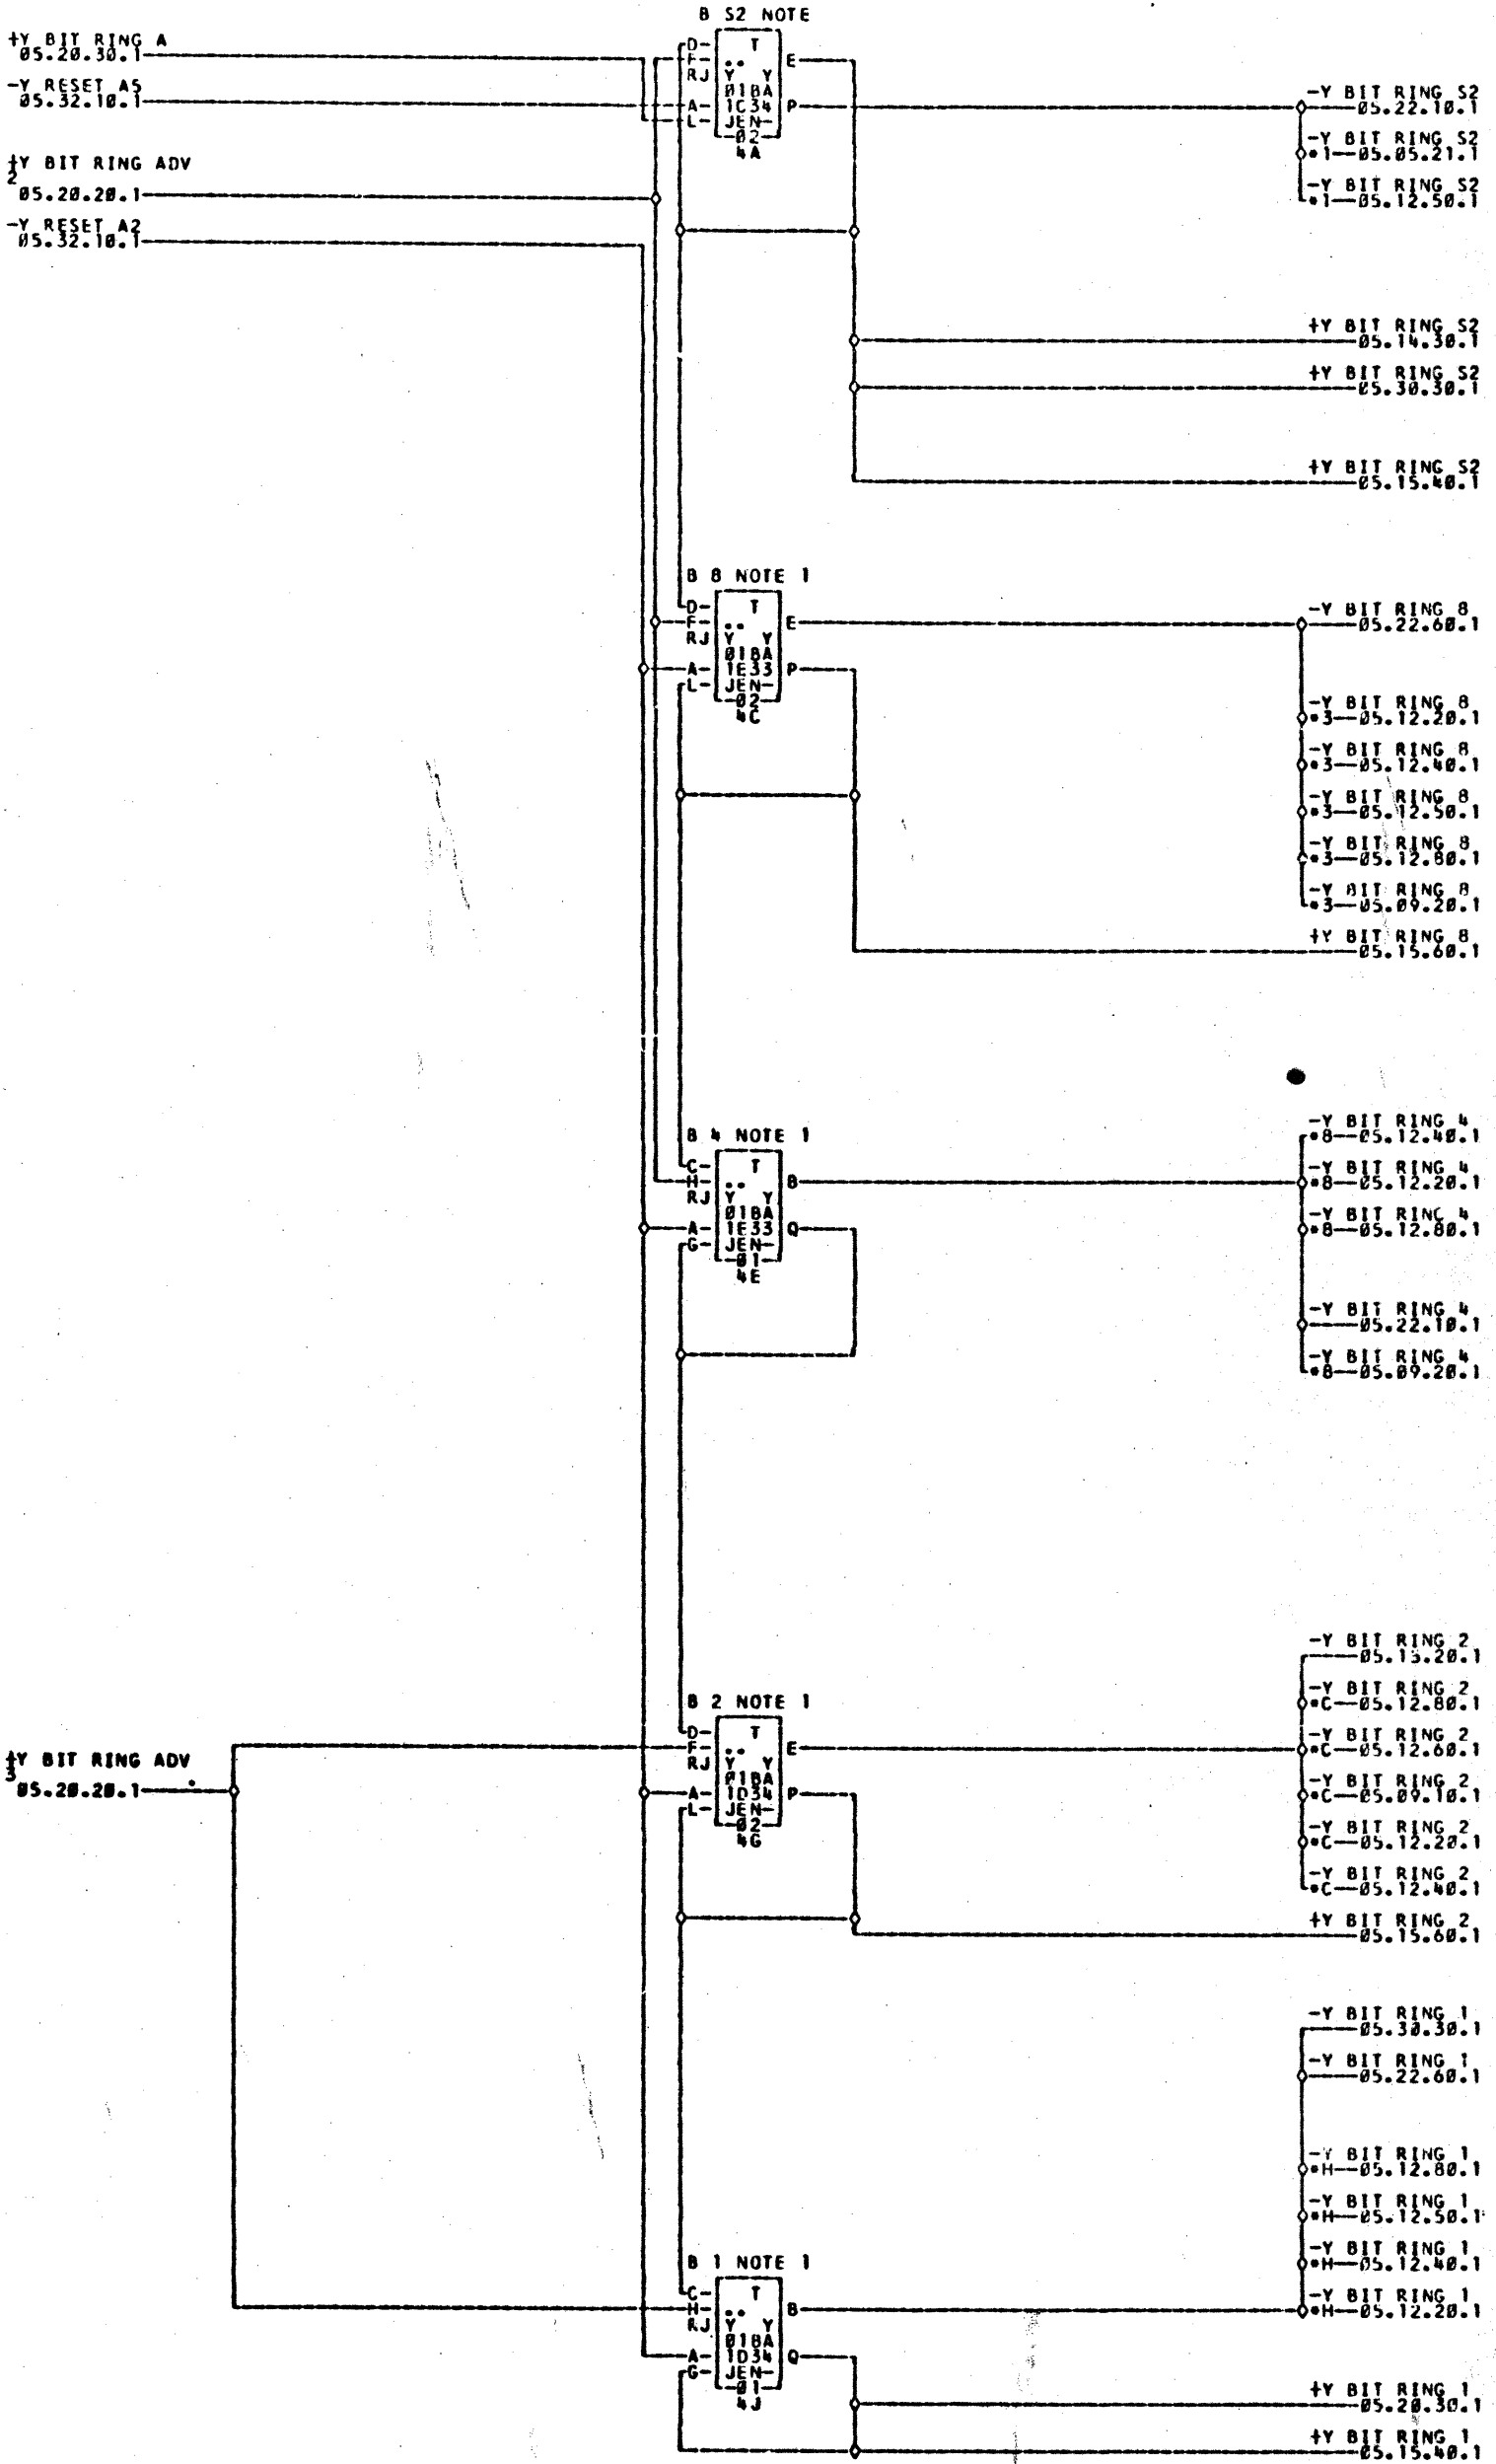 B S2 NOTE
+Y BIT RING A
05.20.30.1
-Y RESET A5
05.32.10.1
+Y BIT RING ADV
2
05.20.20.1
-Y RESET A2
05.32.10.1
D- T
F- .. E
RJ Y Y
01BA
A- 1C34 P
L- JEN-
02
4A
-Y BIT RING S2
05.22.10.1
-Y BIT RING S2
*1—05.05.21.1
-Y BIT RING S2
*1—05.12.50.1
+Y BIT RING S2
05.14.30.1
+Y BIT RING S2
05.30.30.1
+Y BIT RING S2
05.15.40.1
B 8 NOTE 1
D- T
F- .. E
RJ Y Y
01BA
A- 1E33 P
L- JEN-
02
4C
-Y BIT RING 8
05.22.60.1
-Y BIT RING 8
*3—05.12.20.1
-Y BIT RING 8
*3—05.12.40.1
-Y BIT RING 8
*3—05.12.50.1
-Y BIT RING 8
*3—05.12.80.1
-Y BIT RING 8
*3—05.09.20.1
+Y BIT RING 8
05.15.60.1
B 4 NOTE 1
C- T
H- .. B
RJ Y Y
01BA
A- 1E33 Q
G- JEN-
01
4E
-Y BIT RING 4
*8—05.12.40.1
-Y BIT RING 4
*8—05.12.20.1
-Y BIT RING 4
*8—05.12.80.1
-Y BIT RING 4
05.22.10.1
-Y BIT RING 4
*8—05.09.20.1
+Y BIT RING ADV
3
05.20.20.1
B 2 NOTE 1
D- T
F- .. E
RJ Y Y
01BA
A- 1D34 P
L- JEN-
02
4G
-Y BIT RING 2
05.13.20.1
-Y BIT RING 2
*C—05.12.80.1
-Y BIT RING 2
*C—05.12.60.1
-Y BIT RING 2
*C—05.09.10.1
-Y BIT RING 2
*C—05.12.20.1
-Y BIT RING 2
*C—05.12.40.1
+Y BIT RING 2
05.15.60.1
B 1 NOTE 1
C- T
H- .. B
RJ Y Y
01BA
A- 1D34 Q
G- JEN-
01
4J
-Y BIT RING 1
05.30.30.1
-Y BIT RING 1
05.22.60.1
-Y BIT RING 1
*H—05.12.80.1
-Y BIT RING 1
*H—05.12.50.1
-Y BIT RING 1
*H—05.12.40.1
-Y BIT RING 1
*H—05.12.20.1
+Y BIT RING 1
05.20.30.1
+Y BIT RING 1
05.15.40.1